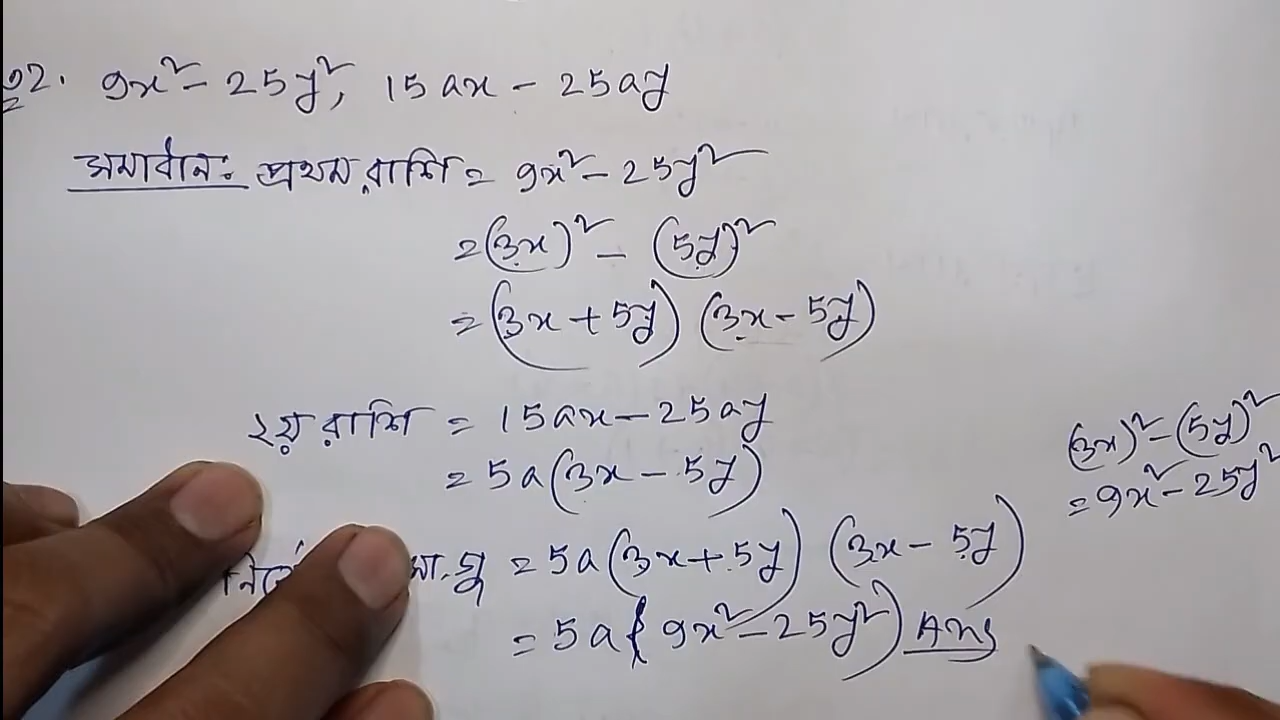 32. 9x² - 25y², 15ax - 25ay
সমাধান: প্রথম রাশি = 9x² - 25y²
= (3x)² - (5y)²
= (3x + 5y) (3x - 5y)
২য় রাশি = 15ax - 25ay
= 5a(3x - 5y)
সা.গু = 5a(3x + 5y) (3x - 5y)
= 5a(9x² - 25y²) Ans
(3x)² - (5y)²
= 9x² - 25y²